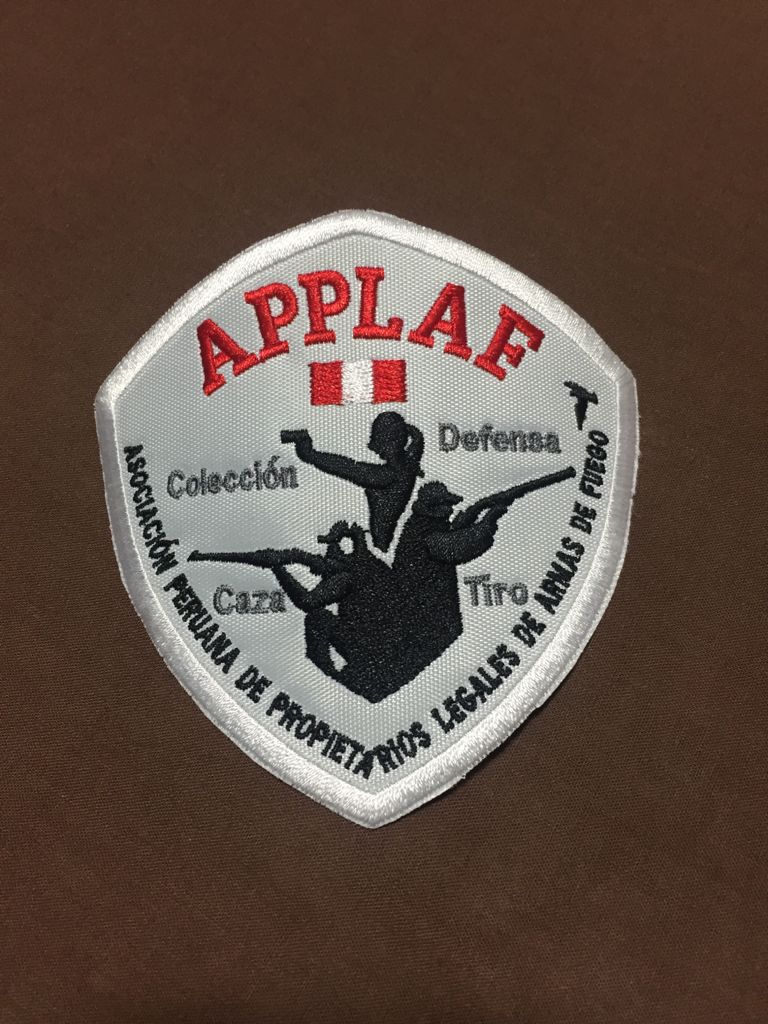 APPLAF
Defensa
Colección
Caza
Tiro
ASOCIACIÓN PERUANA DE PROPIETARIOS LEGALES DE ARMAS DE FUEGO